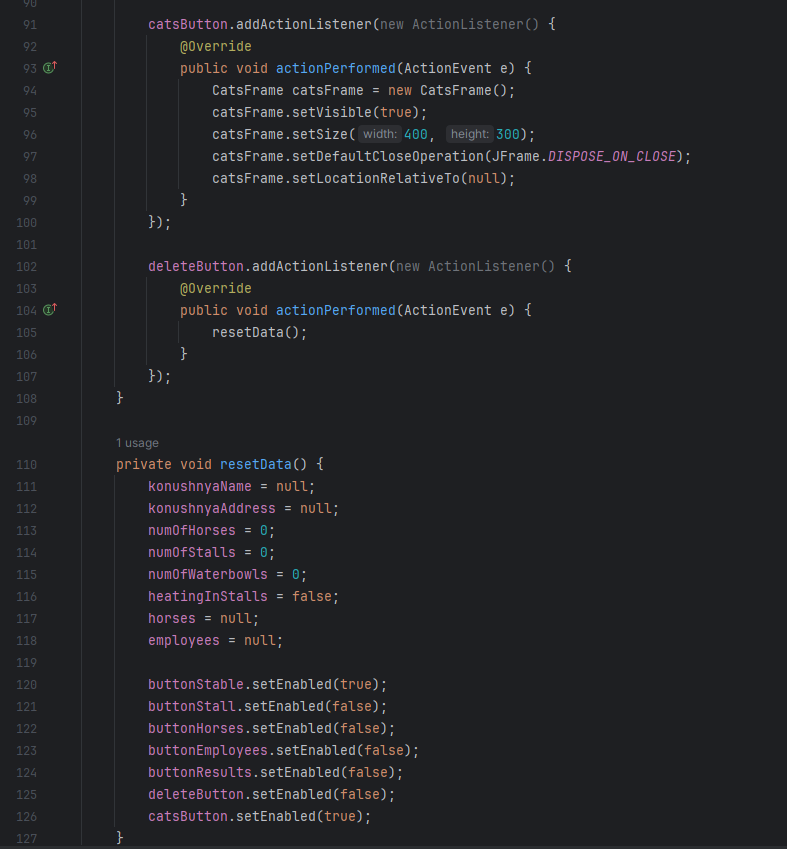 90
91 catsButton.addActionListener(new ActionListener() {
92 @Override
93 public void actionPerformed(ActionEvent e) {
94 CatsFrame catsFrame = new CatsFrame();
95 catsFrame.setVisible(true);
96 catsFrame.setSize( width: 400, height: 300);
97 catsFrame.setDefaultCloseOperation(JFrame.DISPOSE_ON_CLOSE);
98 catsFrame.setLocationRelativeTo(null);
99 }
100 });
101
102 deleteButton.addActionListener(new ActionListener() {
103 @Override
104 public void actionPerformed(ActionEvent e) {
105 resetData();
106 }
107 });
108 }
109
1 usage
110 private void resetData() {
111 konushnyaName = null;
112 konushnyaAddress = null;
113 numOfHorses = 0;
114 numOfStalls = 0;
115 numOfWaterbowls = 0;
116 heatingInStalls = false;
117 horses = null;
118 employees = null;
119
120 buttonStable.setEnabled(true);
121 buttonStall.setEnabled(false);
122 buttonHorses.setEnabled(false);
123 buttonEmployees.setEnabled(false);
124 buttonResults.setEnabled(false);
125 deleteButton.setEnabled(false);
126 catsButton.setEnabled(true);
127 }